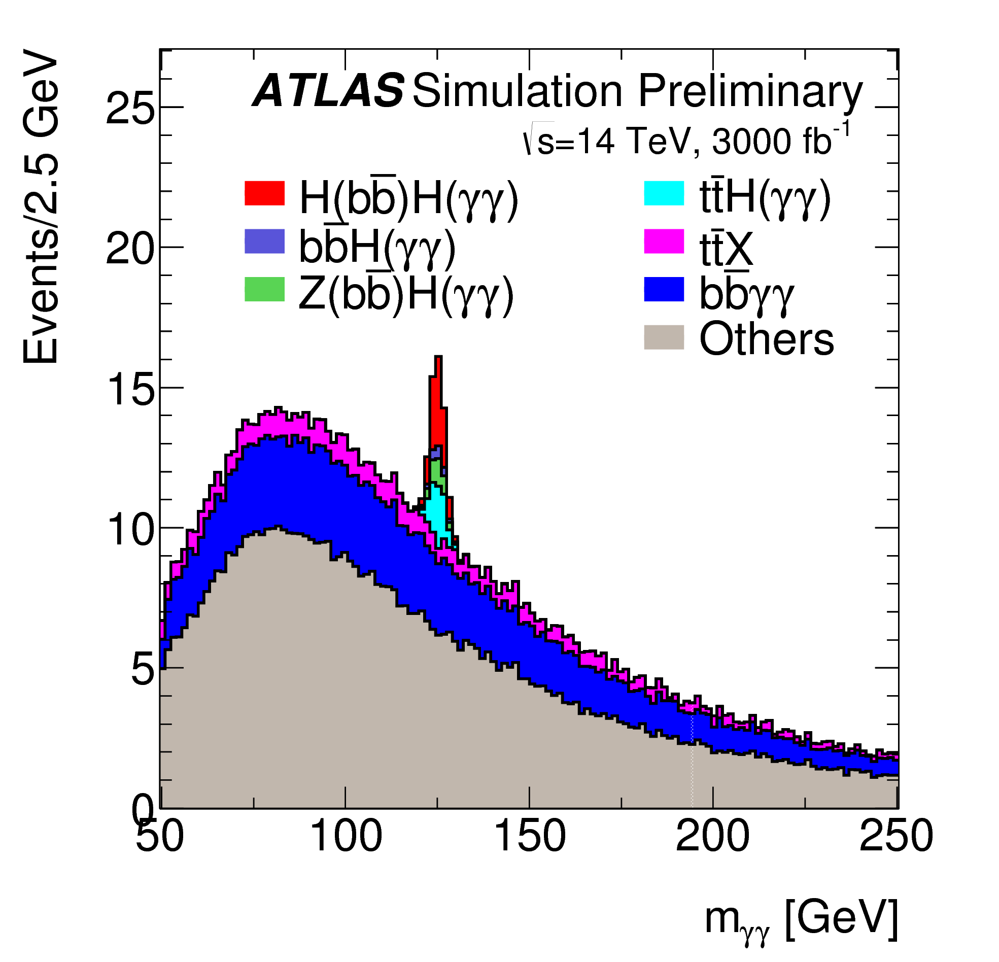 Events/2.5 GeV
ATLAS Simulation Preliminary
√s=14 TeV, 3000 fb⁻¹
H(bb̅)H(γγ)
bb̅H(γγ)
Z(bb̅)H(γγ)
tt̅H(γγ)
tt̅X
bb̅γγ
Others
25
20
15
10
5
0
50 100 150 200 250
m_γγ [GeV]